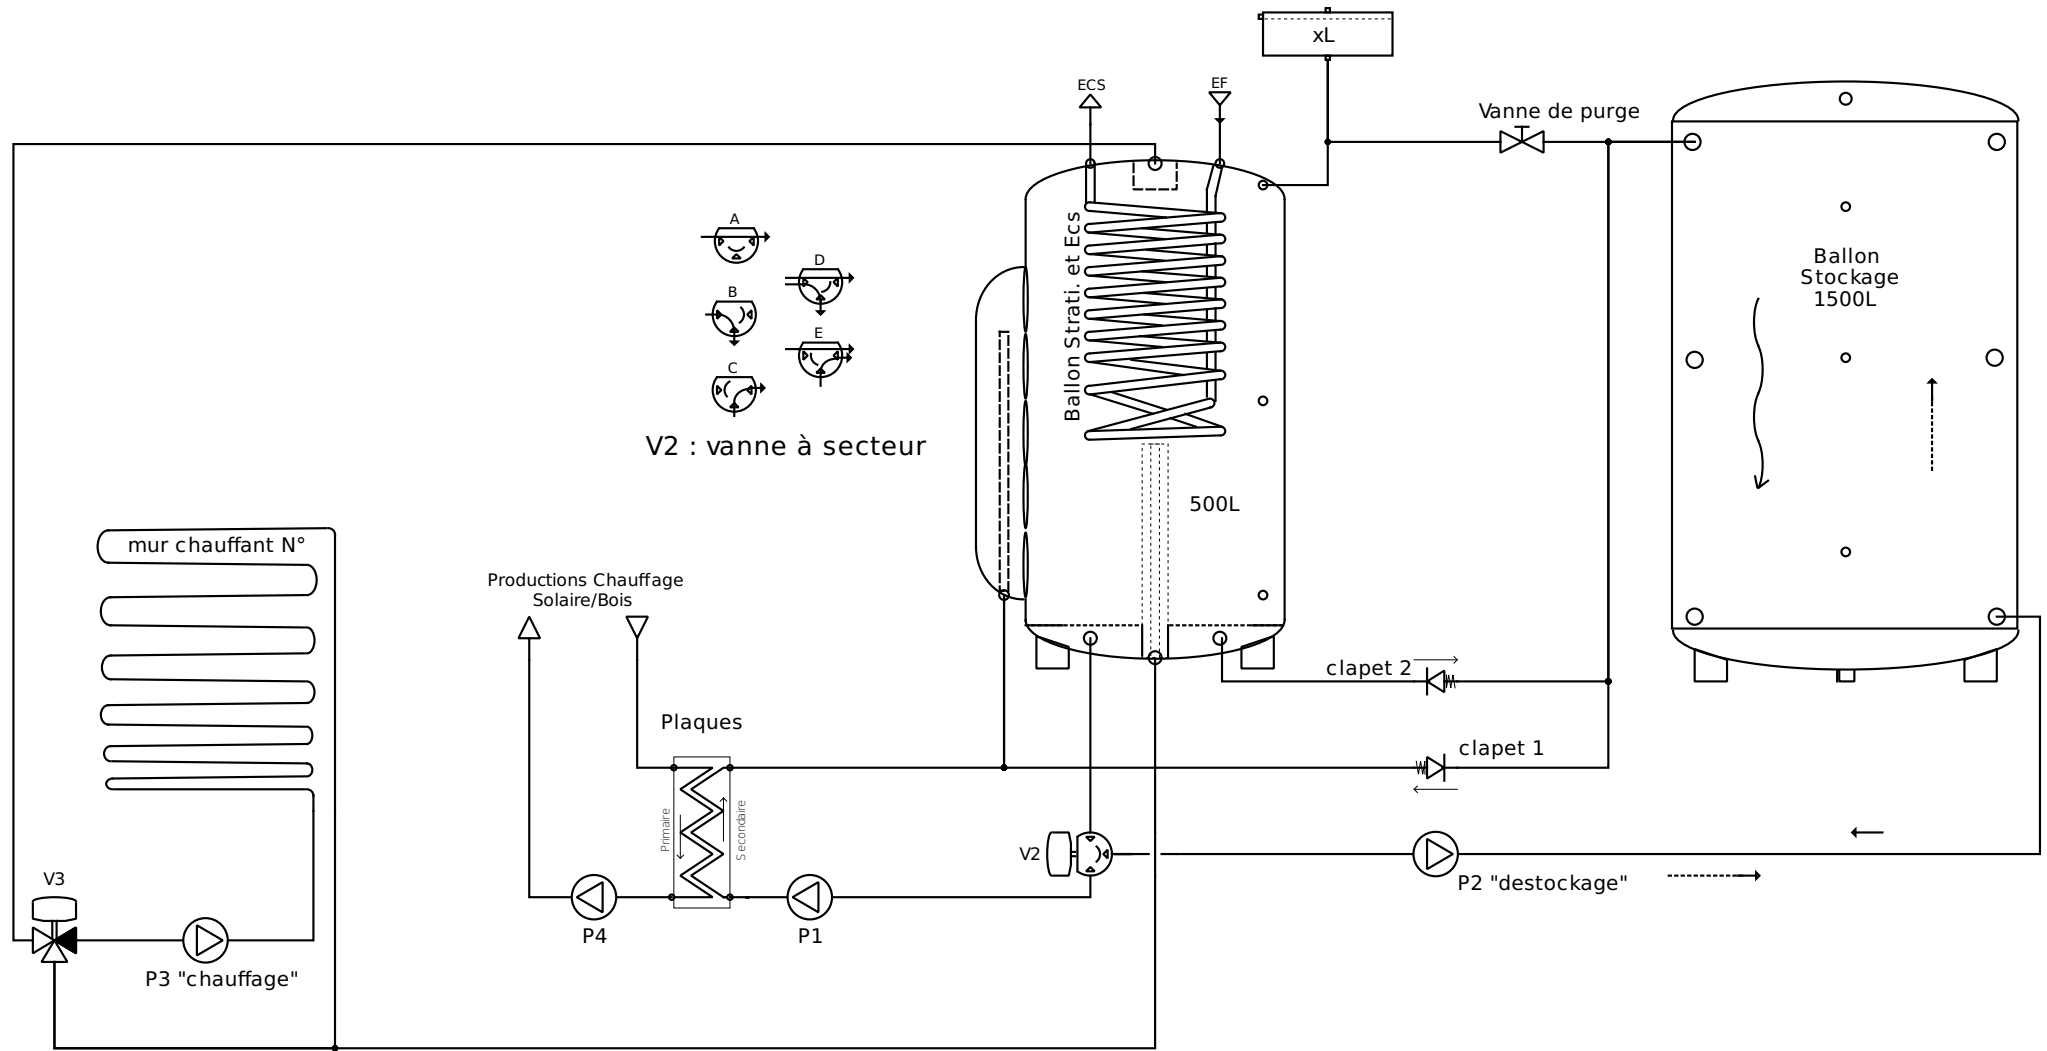 xL
ECS
EF
Vanne de purge
A
D
B
E
C
V2 : vanne à secteur
Ballon Strati. et Ecs
500L
Ballon
Stockage
1500L
mur chauffant N°
Productions Chauffage
Solaire/Bois
clapet 2
clapet 1
Plaques
Primaire
Secondaire
V2
P2 "destockage"
V3
P4
P1
P3 "chauffage"